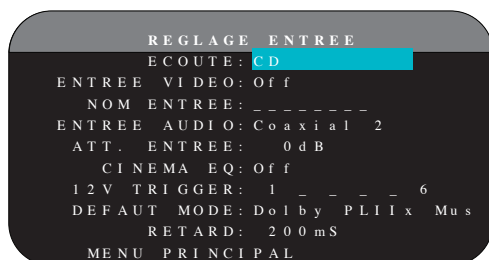 REGLAGE ENTREE
ECOUTE: CD
ENTREE VIDEO: Off
NOM ENTREE: _ _ _ _ _ _ _ _
ENTREE AUDIO: Coaxial 2
ATT. ENTREE: 0dB
CINEMA EQ: Off
12V TRIGGER: 1 _ _ _ _ 6
DEFAUT MODE: Dolby PLIIx Mus
RETARD: 200mS
MENU PRINCIPAL